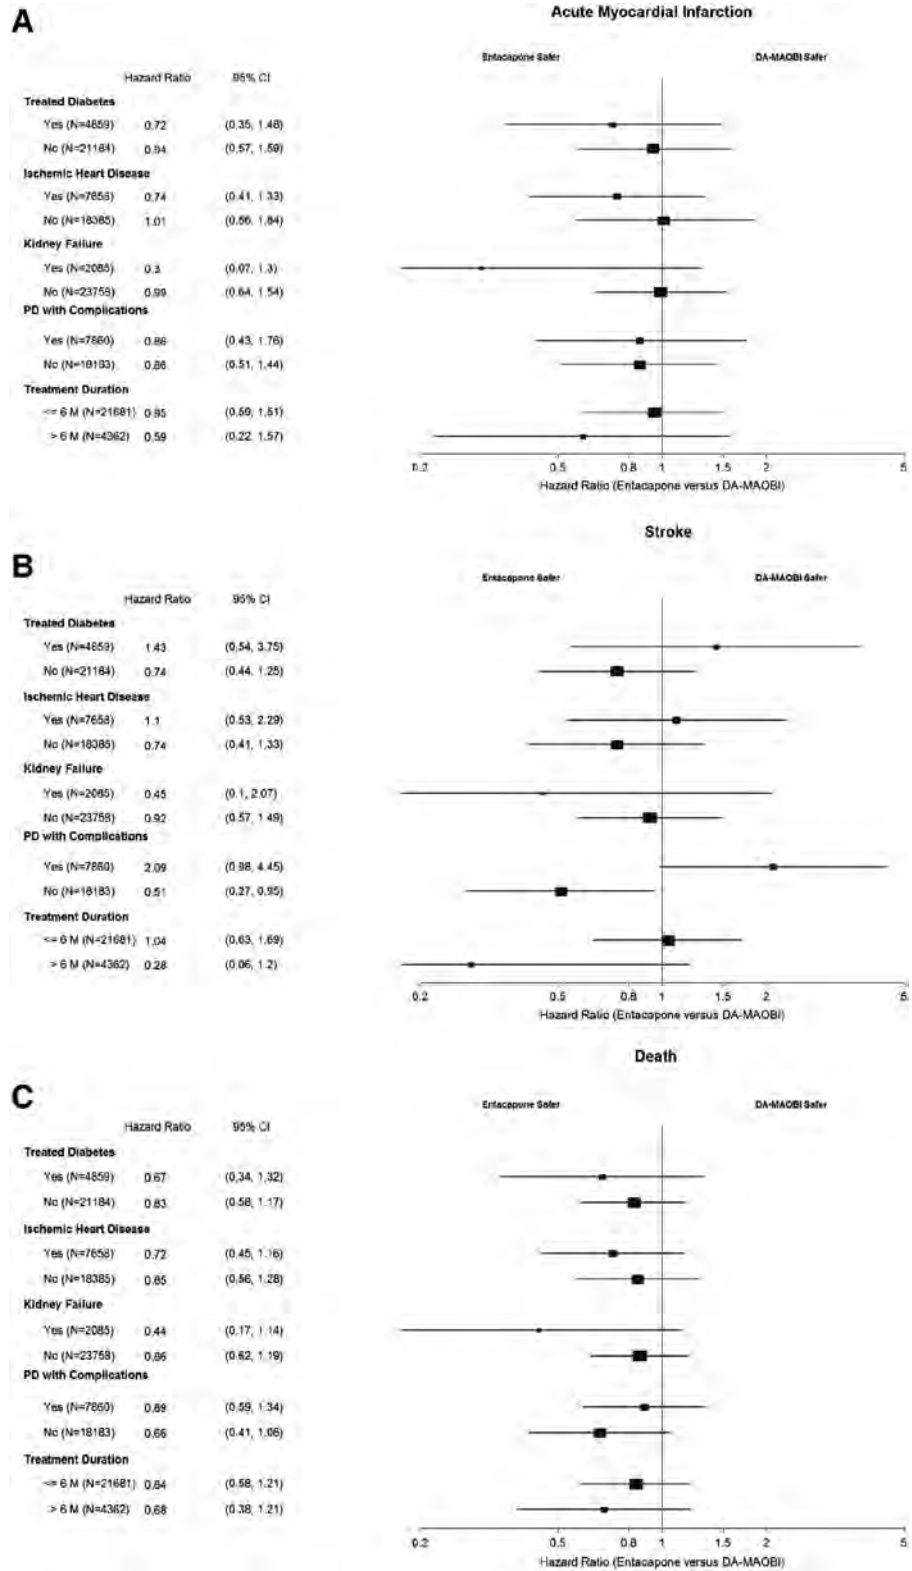 A
Acute Myocardial Infarction
Entacapone Safer DA-MAOBI Safer
Hazard Ratio 95% CI
Treated Diabetes
Yes (N=4859) 0.72 (0.35, 1.48)
No (N=21184) 0.94 (0.57, 1.59)
Ischemic Heart Disease
Yes (N=7658) 0.74 (0.41, 1.33)
No (N=18385) 1.01 (0.56, 1.84)
Kidney Failure
Yes (N=2085) 0.3 (0.07, 1.3)
No (N=23758) 0.99 (0.64, 1.54)
PD with Complications
Yes (N=7860) 0.86 (0.43, 1.76)
No (N=18183) 0.86 (0.51, 1.44)
Treatment Duration
<= 6 M (N=21681) 0.95 (0.59, 1.51)
> 6 M (N=4362) 0.59 (0.22, 1.57)
0.2 0.5 0.8 1 1.5 2 5
Hazard Ratio (Entacapone versus DA-MAOBI)
Stroke
B
Entacapone Safer DA-MAOBI Safer
Hazard Ratio 95% CI
Treated Diabetes
Yes (N=4859) 1.43 (0.54, 3.75)
No (N=21184) 0.74 (0.44, 1.25)
Ischemic Heart Disease
Yes (N=7658) 1.1 (0.53, 2.29)
No (N=18385) 0.74 (0.41, 1.33)
Kidney Failure
Yes (N=2085) 0.45 (0.1, 2.07)
No (N=23758) 0.92 (0.57, 1.49)
PD with Complications
Yes (N=7860) 2.09 (0.98, 4.45)
No (N=18183) 0.51 (0.27, 0.95)
Treatment Duration
<= 6 M (N=21681) 1.04 (0.63, 1.69)
> 6 M (N=4362) 0.28 (0.06, 1.2)
0.2 0.5 0.8 1 1.5 2 5
Hazard Ratio (Entacapone versus DA-MAOBI)
Death
C
Entacapone Safer DA-MAOBI Safer
Hazard Ratio 95% CI
Treated Diabetes
Yes (N=4859) 0.67 (0.34, 1.32)
No (N=21184) 0.83 (0.58, 1.17)
Ischemic Heart Disease
Yes (N=7658) 0.72 (0.45, 1.16)
No (N=18385) 0.85 (0.56, 1.28)
Kidney Failure
Yes (N=2085) 0.44 (0.17, 1.14)
No (N=23758) 0.86 (0.62, 1.19)
PD with Complications
Yes (N=7860) 0.89 (0.59, 1.34)
No (N=18183) 0.66 (0.41, 1.06)
Treatment Duration
<= 6 M (N=21681) 0.84 (0.58, 1.21)
> 6 M (N=4362) 0.68 (0.38, 1.21)
0.2 0.5 0.8 1 1.5 2 5
Hazard Ratio (Entacapone versus DA-MAOBI)